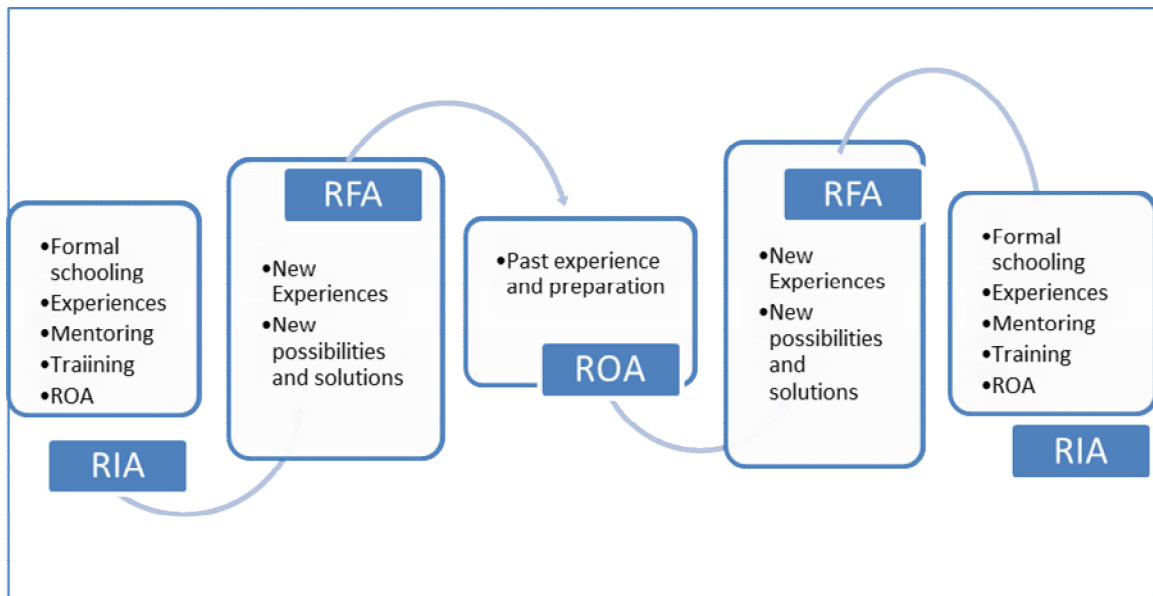 •Formal
schooling
•Experiences
•Mentoring
•Traiining
•ROA
RIA
RFA
•New
Experiences
•New
possibilities
and solutions
•Past experience
and preparation
ROA
RFA
•New
Experiences
•New
possibilities
and
solutions
•Formal
schooling
•Experiences
•Mentoring
•Training
•ROA
RIA